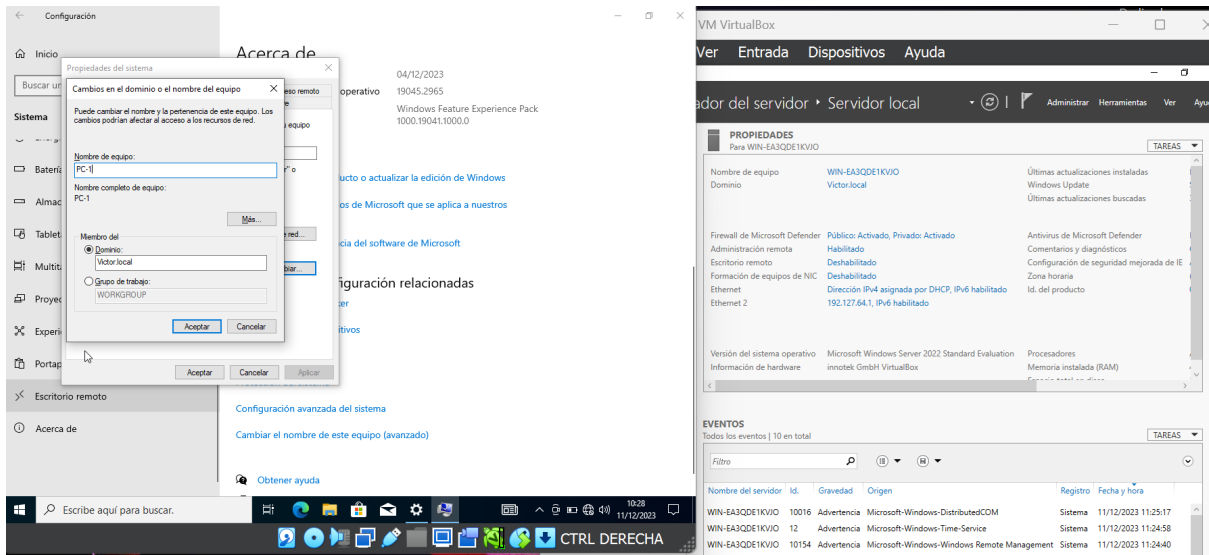 Configuración
Inicio
Buscar un
Sistema
Batería
Almac
Tablet
Multita
Proyec
Experi
Portap
Escritorio remoto
Acerca de
Acerca de
04/12/2023
operativo 19045.2965
Windows Feature Experience Pack
1000.19041.1000.0
ucto o actualizar la edición de Windows
os de Microsoft que se aplica a nuestros
cia del software de Microsoft
figuración relacionadas
ker
itivos
Configuración avanzada del sistema
Cambiar el nombre de este equipo (avanzado)
Obtener ayuda
Propiedades del sistema
eso remoto
u equipo
r" o
e red...
biar...
Aceptar Cancelar Aplicar
Cambios en el dominio o el nombre del equipo
Puede cambiar el nombre y la pertenencia de este equipo. Los
cambios podrían afectar al acceso a los recursos de red.
Nombre de equipo:
PC-1
Nombre completo de equipo:
PC-1
Más...
Miembro del
Dominio:
Victor.local
Grupo de trabajo:
WORKGROUP
Aceptar Cancelar
Escribe aquí para buscar.
10:28
11/12/2023
CTRL DERECHA
VM VirtualBox
Ver Entrada Dispositivos Ayuda
ador del servidor Servidor local
Administrar Herramientas Ver Ayu
PROPIEDADES
Para WIN-EA3QDE1KVJO
TAREAS
Nombre de equipo WIN-EA3QDE1KVJO Últimas actualizaciones instaladas
Dominio Victor.local Windows Update
Últimas actualizaciones buscadas
Firewall de Microsoft Defender Público: Activado, Privado: Activado Antivirus de Microsoft Defender
Administración remota Habilitado Comentarios y diagnósticos
Escritorio remoto Deshabilitado Configuración de seguridad mejorada de IE
Formación de equipos de NIC Deshabilitado Zona horaria
Ethernet Dirección IPv4 asignada por DHCP, IPv6 habilitado Id. del producto
Ethernet 2 192.127.64.1, IPv6 habilitado
Versión del sistema operativo Microsoft Windows Server 2022 Standard Evaluation Procesadores
Información de hardware innotek GmbH VirtualBox Memoria instalada (RAM)
EVENTOS
Todos los eventos | 10 en total
TAREAS
Filtro
Nombre del servidor Id. Gravedad Origen Registro Fecha y hora
WIN-EA3QDE1KVJO 10016 Advertencia Microsoft-Windows-DistributedCOM Sistema 11/12/2023 11:25:17
WIN-EA3QDE1KVJO 12 Advertencia Microsoft-Windows-Time-Service Sistema 11/12/2023 11:24:58
WIN-EA3QDE1KVJO 10154 Advertencia Microsoft-Windows-Windows Remote Management Sistema 11/12/2023 11:24:40